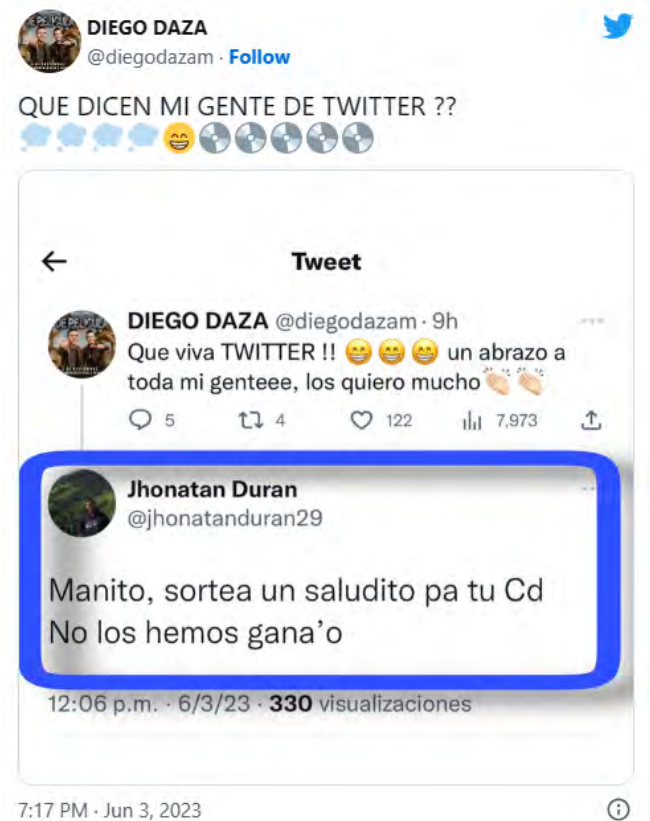 DIEGO DAZA
@diegodazam · Follow
QUE DICEN MI GENTE DE TWITTER ??
Tweet
DIEGO DAZA @diegodazam · 9h
Que viva TWITTER !! 😁 😁 😁 un abrazo a
toda mi genteee, los quiero mucho 👏🏻 👏🏻
5 4 122 7,973
Jhonatan Duran
@jhonatanduran29
Manito, sortea un saludito pa tu Cd
No los hemos gana’o
12:06 p.m. · 6/3/23 · 330 visualizaciones
7:17 PM · Jun 3, 2023